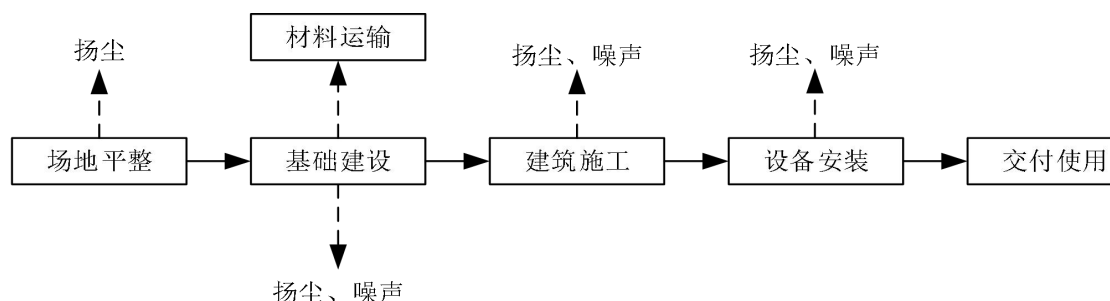 材料运输
扬尘
扬尘、噪声
扬尘、噪声
场地平整
基础建设
建筑施工
设备安装
交付使用
扬尘、噪声